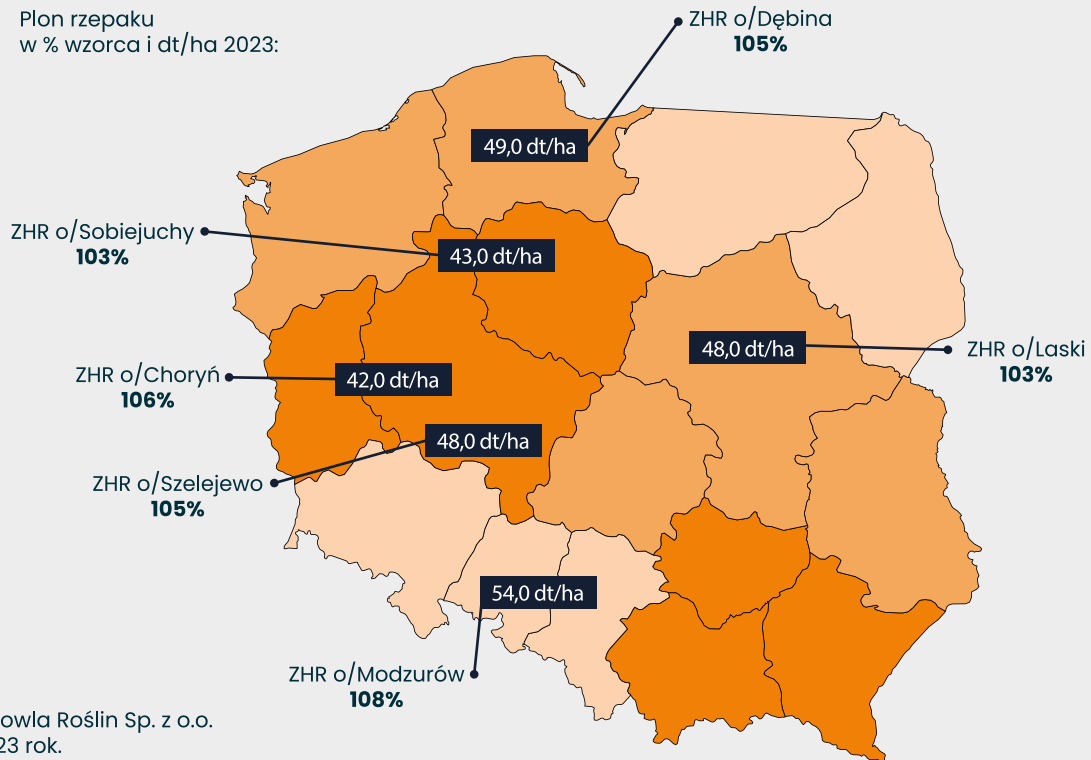 Plon rzepaku
w % wzorca i dt/ha 2023:
ZHR o/Dębina
105%
49,0 dt/ha
ZHR o/Sobiejuchy
103%
43,0 dt/ha
48,0 dt/ha
ZHR o/Laski
103%
ZHR o/Choryń
106%
42,0 dt/ha
48,0 dt/ha
ZHR o/Szelejewo
105%
54,0 dt/ha
ZHR o/Modzurów
108%
Roślin Sp. z o.o.
rok.